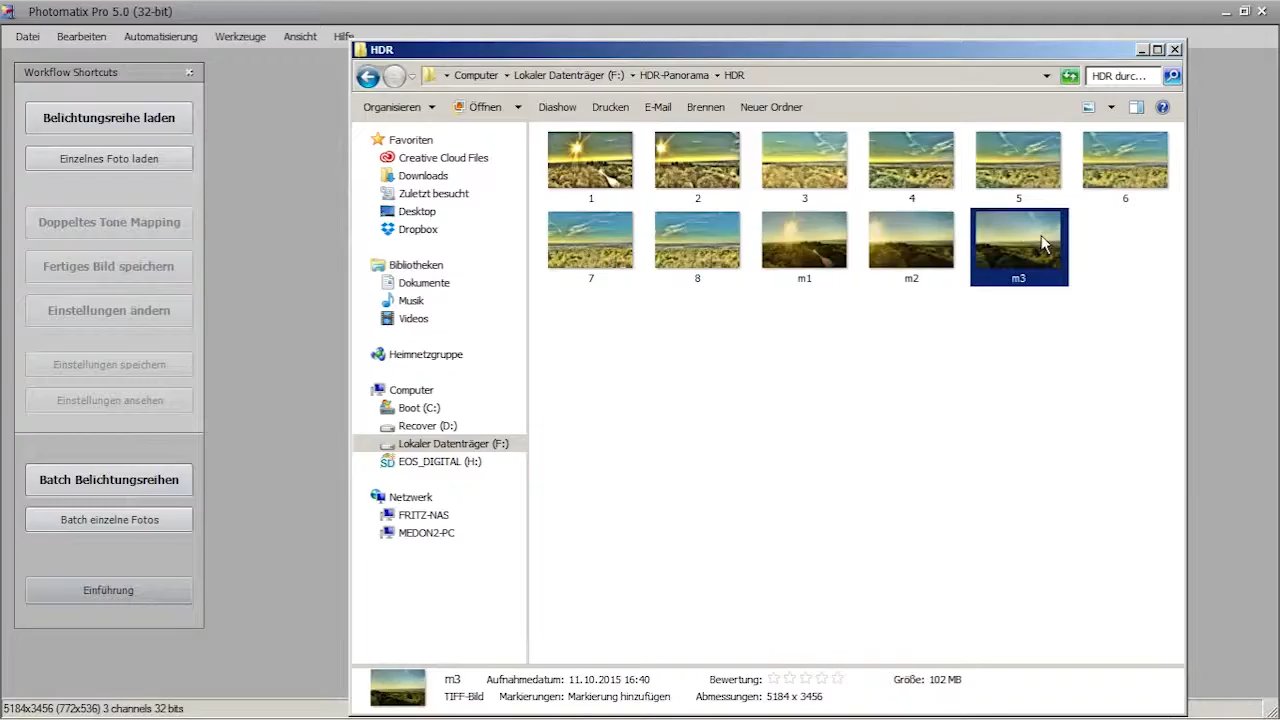 Photomatix Pro 5.0 (32-bit)
Datei Bearbeiten Automatisierung Werkzeuge Ansicht Hilfe
Workflow Shortcuts
Belichtungsreihe laden
Einzelnes Foto laden
Doppeltes Tone Mapping
Fertiges Bild speichern
Einstellungen ändern
Einstellungen speichern
Einstellungen ansehen
Batch Belichtungsreihen
Batch einzelne Fotos
Einführung
5184x3456 (772x536) 3 channels 32 bits
HDR
Computer Lokaler Datenträger (F:) HDR-Panorama HDR
HDR durc...
Organisieren Öffnen Diashow Drucken E-Mail Brennen Neuer Ordner
Favoriten
Creative Cloud Files
Downloads
Zuletzt besucht
Desktop
Dropbox
Bibliotheken
Dokumente
Musik
Videos
Heimnetzgruppe
Computer
Boot (C:)
Recover (D:)
Lokaler Datenträger (F:)
EOS_DIGITAL (H:)
Netzwerk
FRITZ-NAS
MEDON2-PC
1 2 3 4 5 6
7 8 m1 m2 m3
m3 Aufnahmedatum: 11.10.2015 16:40 Bewertung: Größe: 102 MB
TIFF-Bild Markierungen: Markierung hinzufügen Abmessungen: 5184 x 3456